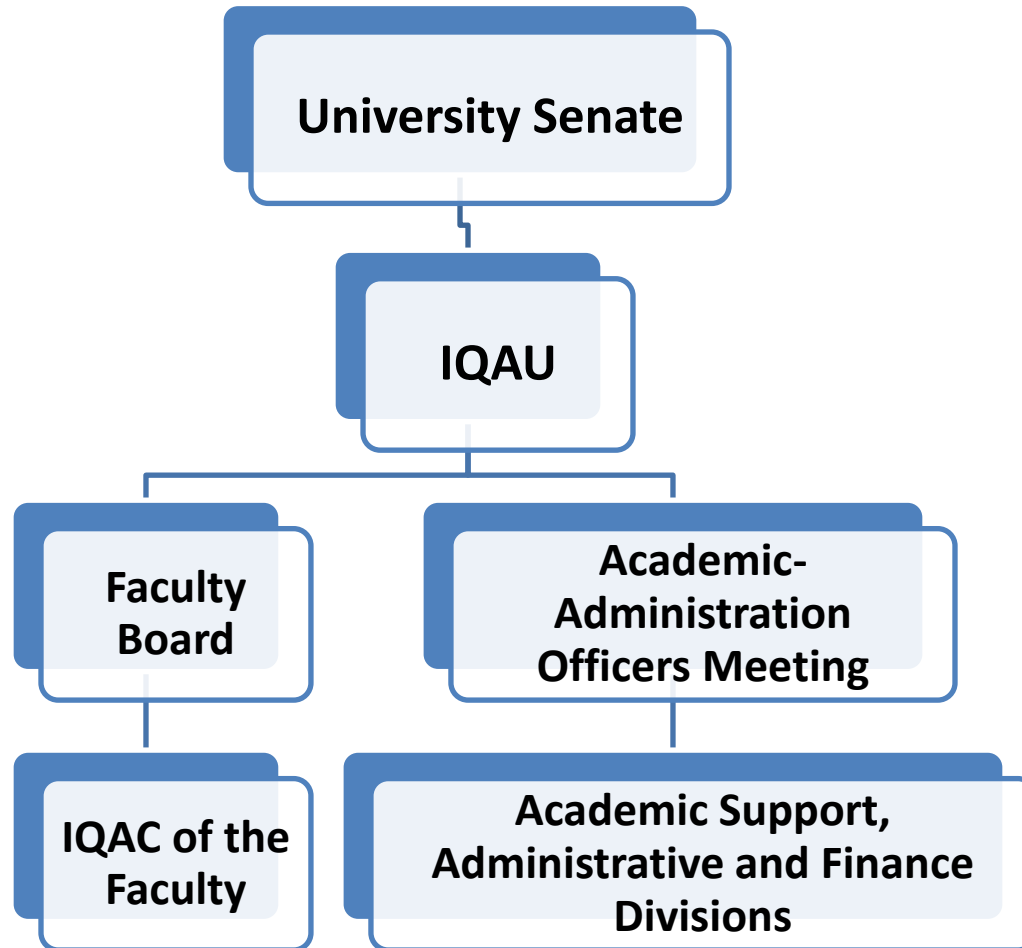 University Senate
IQAU
Faculty
Board
Academic-
Administration
Officers Meeting
IQAC of the
Faculty
Academic Support,
Administrative and Finance
Divisions